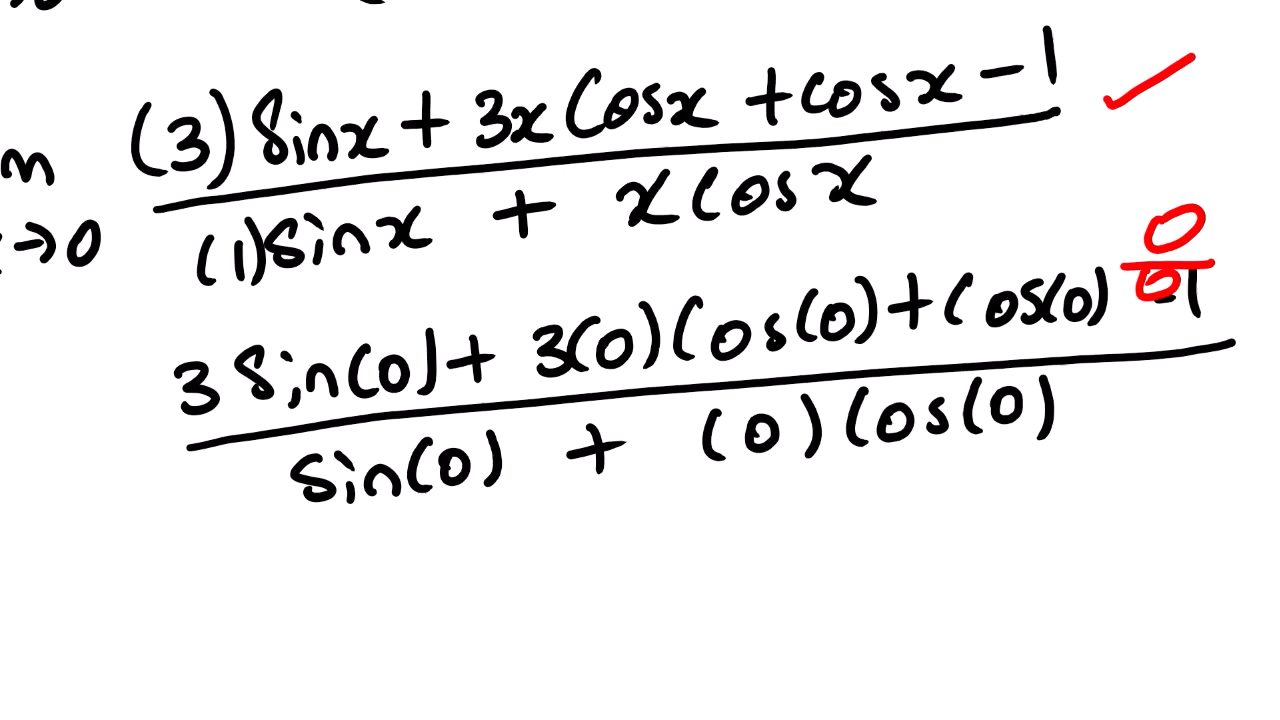 (3) sinx + 3x cosx + cosx - 1
m
(1) sinx + x cosx
→0
0
0
3 sin(0) + 3(0) cos(0) + cos(0) -1
sin(0) + (0) cos(0)